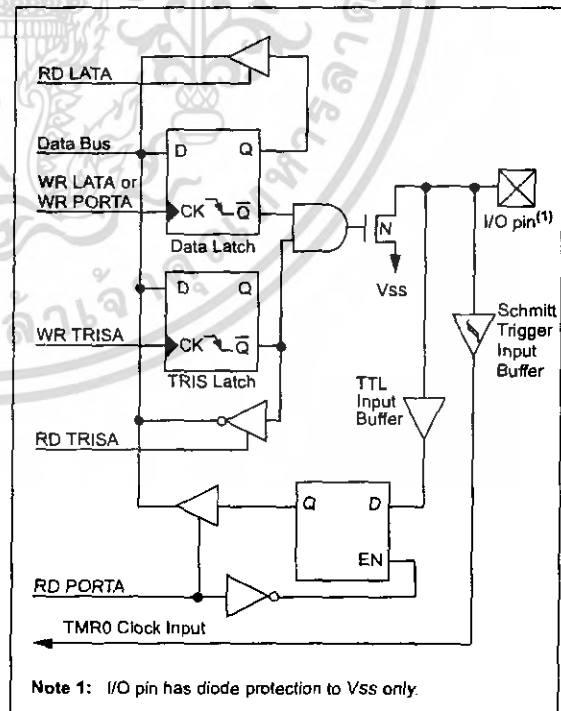 RD LATA
Data Bus
D
Q
WR LATA or
WR PORTA
CK
Q̅
Data Latch
N
I/O pin(1)
Vss
D
WR TRISA
CK
Q̅
TRIS Latch
Schmitt
Trigger
Input
Buffer
TTL
Input
Buffer
RD TRISA
Q
D
EN
RD PORTA
TMR0 Clock Input
Note 1: I/O pin has diode protection to Vss only.